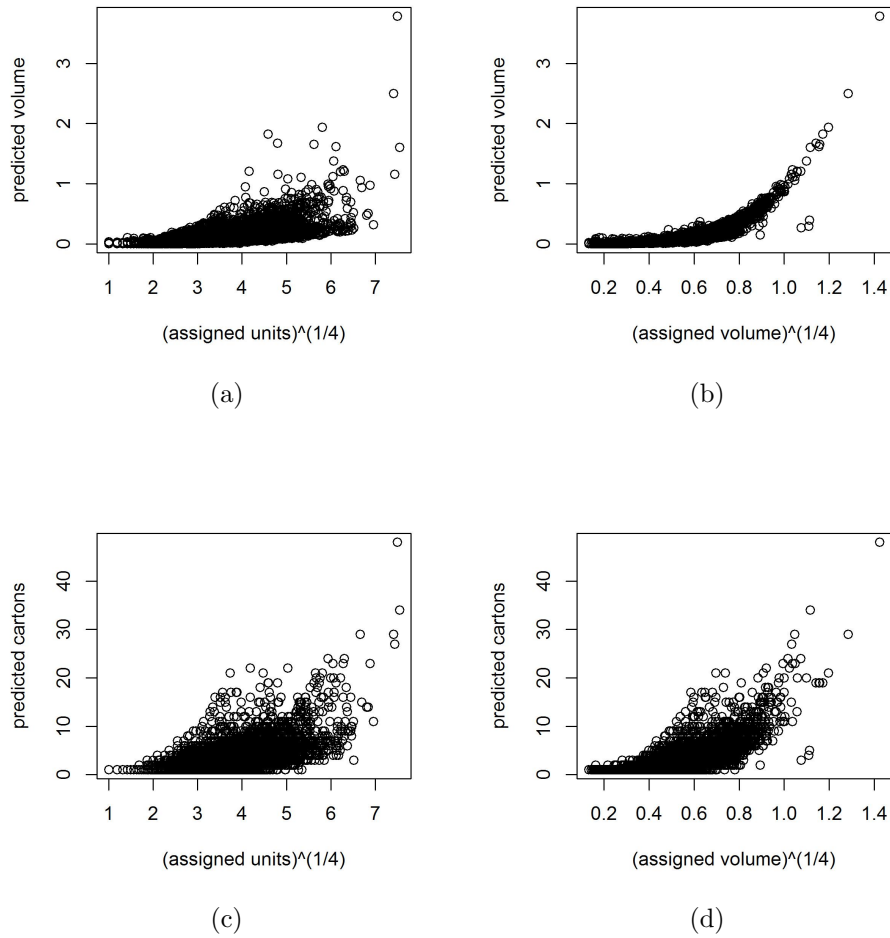 predicted volume
0 1 2 3
1 2 3 4 5 6 7
(assigned units)^(1/4)
(a)
predicted volume
0 1 2 3
0.2 0.4 0.6 0.8 1.0 1.2 1.4
(assigned volume)^(1/4)
(b)
predicted cartons
0 10 20 30 40
1 2 3 4 5 6 7
(assigned units)^(1/4)
(c)
predicted cartons
0 10 20 30 40
0.2 0.4 0.6 0.8 1.0 1.2 1.4
(assigned volume)^(1/4)
(d)